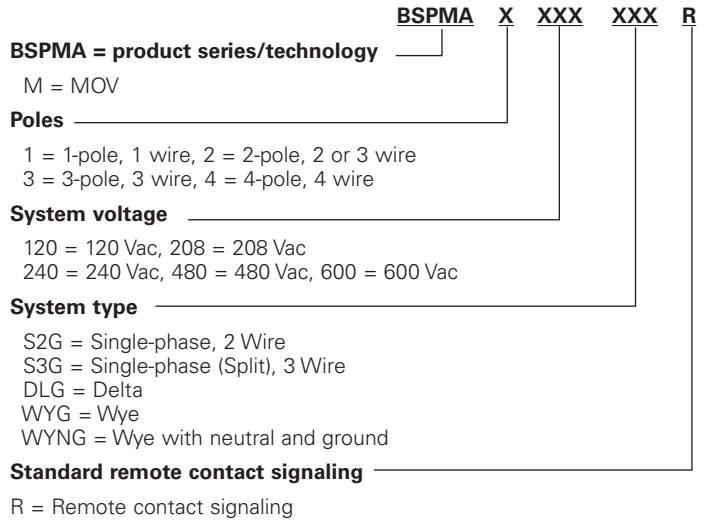 BSPMA X XXX XXX R
BSPMA = product series/technology
M = MOV
Poles
1 = 1-pole, 1 wire, 2 = 2-pole, 2 or 3 wire
3 = 3-pole, 3 wire, 4 = 4-pole, 4 wire
System voltage
120 = 120 Vac, 208 = 208 Vac
240 = 240 Vac, 480 = 480 Vac, 600 = 600 Vac
System type
S2G = Single-phase, 2 Wire
S3G = Single-phase (Split), 3 Wire
DLG = Delta
WYG = Wye
WYNG = Wye with neutral and ground
Standard remote contact signaling
R = Remote contact signaling